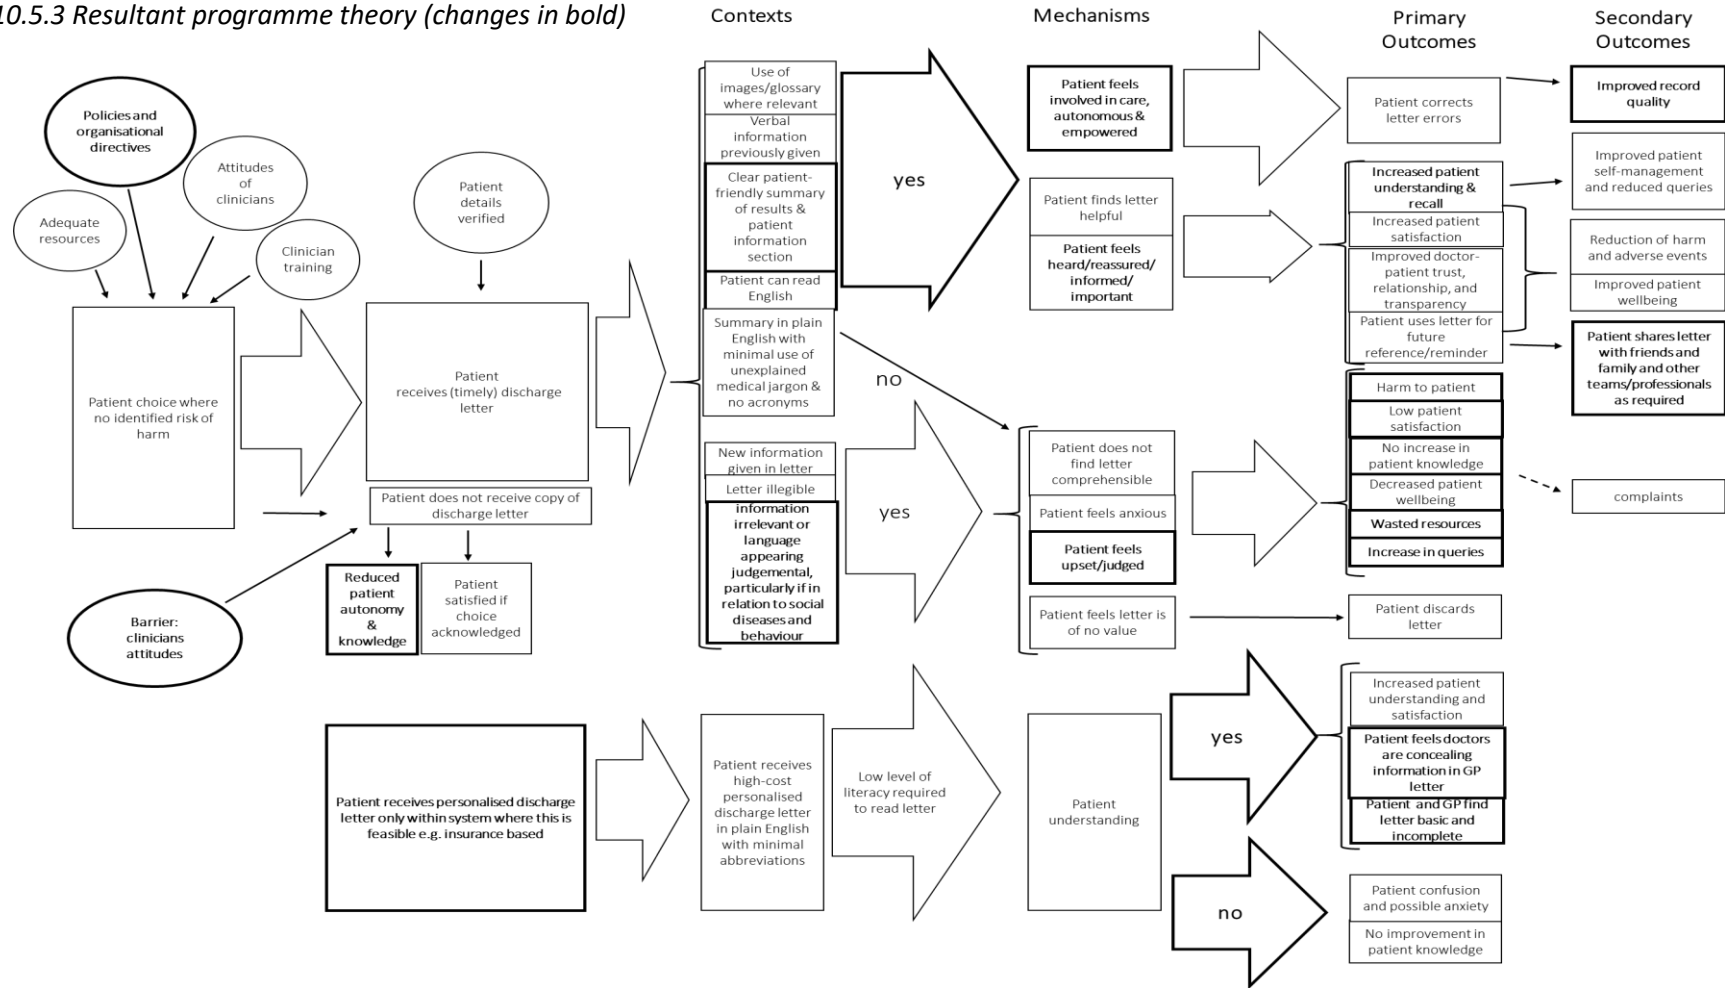 10.5.3 Resultant programme theory (changes in bold)
Contexts
Mechanisms
Primary
Outcomes
Secondary
Outcomes
Policies and
organisational
directives
Attitudes
of
clinicians
Adequate
resources
Clinician
training
Patient
details
verified
Patient choice where
no identified risk of
harm
Patient
receives (timely) discharge
letter
Patient does not receive copy of
discharge letter
Reduced
patient
autonomy
&
knowledge
Patient
satisfied if
choice
acknowledged
Barrier:
clinicians
attitudes
Use of
images/glossary
where relevant
Verbal
information
previously given
Clear patient-
friendly summary
of results &
patient
information
section
Patient can read
English
Summary in plain
English with
minimal use of
unexplained
medical jargon &
no acronyms
New information
given in letter
Letter illegible
information
irrelevant or
language
appearing
judgemental,
particularly if in
relation to social
diseases and
behaviour
yes
no
yes
Patient feels
involved in care,
autonomous &
empowered
Patient finds letter
helpful
Patient feels
heard/reassured/
informed/
important
Patient does not
find letter
comprehensible
Patient feels anxious
Patient feels
upset/judged
Patient feels letter is
of no value
Patient corrects
letter errors
Increased patient
understanding &
recall
Increased patient
satisfaction
Improved doctor-
patient trust,
relationship, and
transparency
Patient uses letter for
future
reference/reminder
Harm to patient
Low patient
satisfaction
No increase in
patient knowledge
Decreased patient
wellbeing
Wasted resources
Increase in queries
Patient discards
letter
Improved record
quality
Improved patient
self-management
and reduced queries
Reduction of harm
and adverse events
Improved patient
wellbeing
Patient shares letter
with friends and
family and other
teams/professionals
as required
complaints
Patient receives personalised discharge
letter only within system where this is
feasible e.g. insurance based
Patient receives
high-cost
personalised
discharge letter
in plain English
with minimal
abbreviations
Low level of
literacy required
to read letter
Patient
understanding
yes
no
Increased patient
understanding and
satisfaction
Patient feels doctors
are concealing
information in GP
letter
Patient and GP find
letter basic and
incomplete
Patient confusion
and possible anxiety
No improvement in
patient knowledge